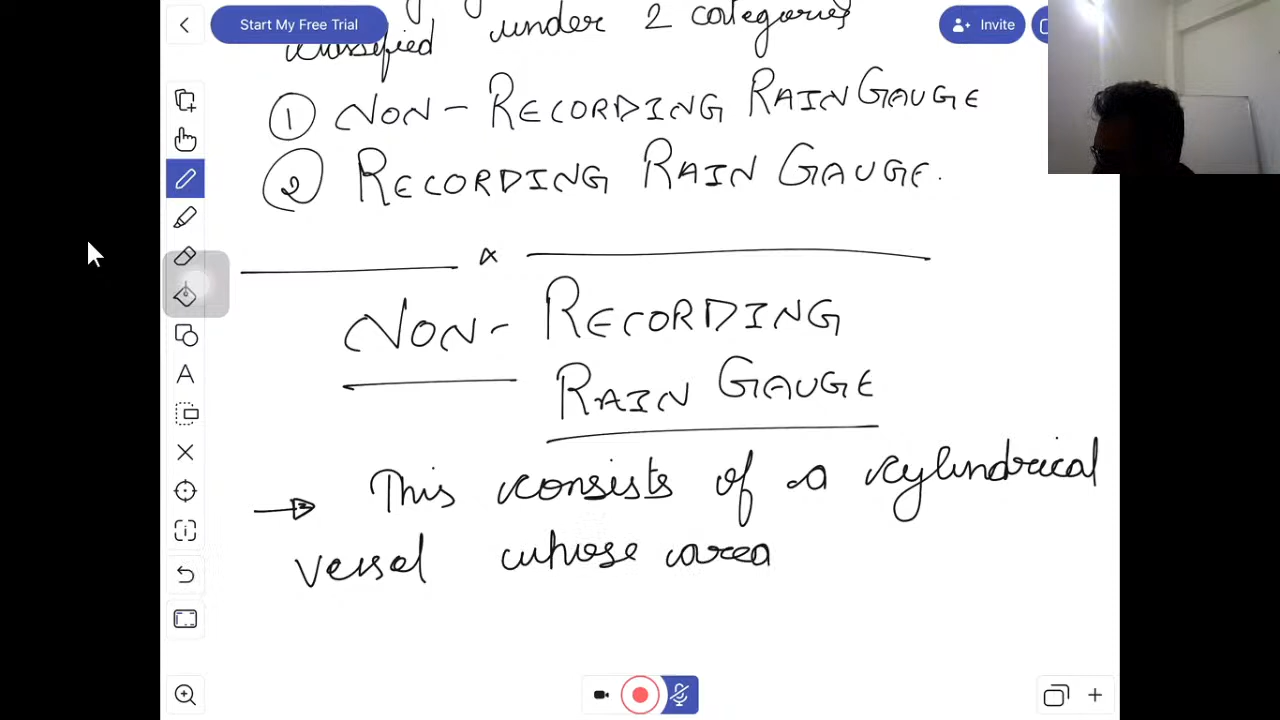 Start My Free Trial
Invite
classified under 2 categories
1 NON-RECORDING RAIN GAUGE
2 RECORDING RAIN GAUGE.
NON-RECORDING
RAIN GAUGE
→ This consists of a cylindrical
vessel whose area
A